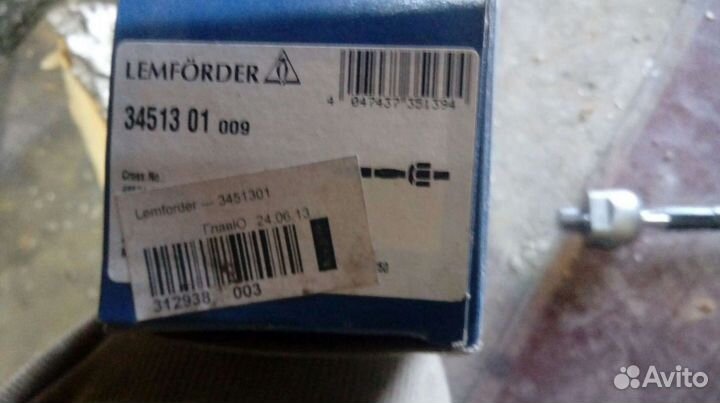 LEMFÖRDER
34513 01 009
4 047437 351394
Cross No.:
Lemforder — 3451301
ГлавЮ 24.06.13
312938 003
Avito